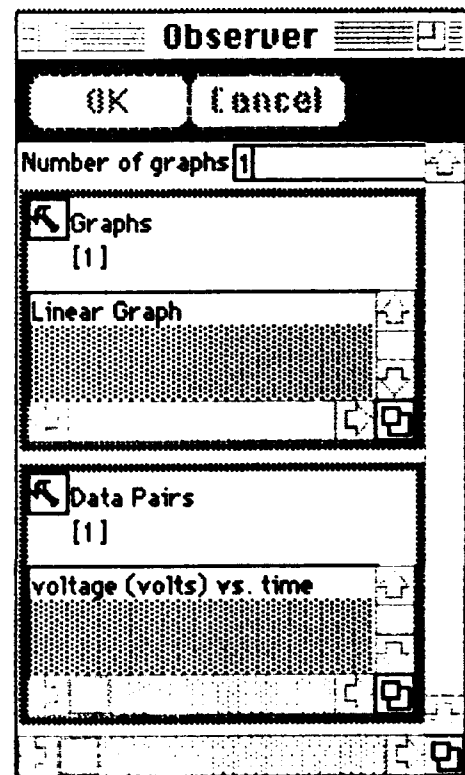 Observer
OK Cancel
Number of graphs 1
Graphs
[1]
Linear Graph
Data Pairs
[1]
voltage (volts) vs. time